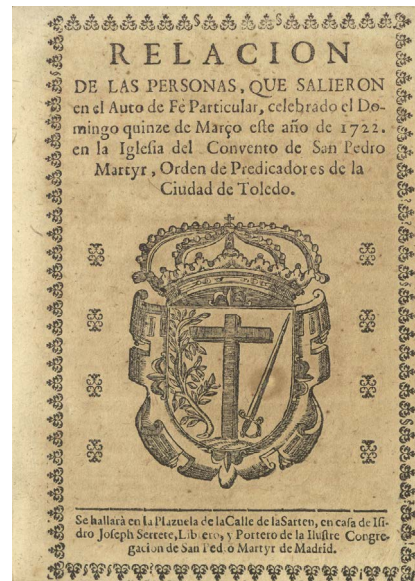 RELACION
DE LAS PERSONAS, QUE SALIERON
en el Auto de Fè Particular, celebrado el Do-
mingo quinze de Março eſte año de 1722.
en la Igleſia del Convento de San Pedro
Martyr, Orden de Predicadores de la
Ciudad de Toledo.
Se hallarà en la Plazuela de la Calle de la Sarten, en caſa de Iſi-
dro Joſeph Serrete, Librero, y Portero de la Iluſtre Congre-
gacion de San Pedro Martyr de Madrid.